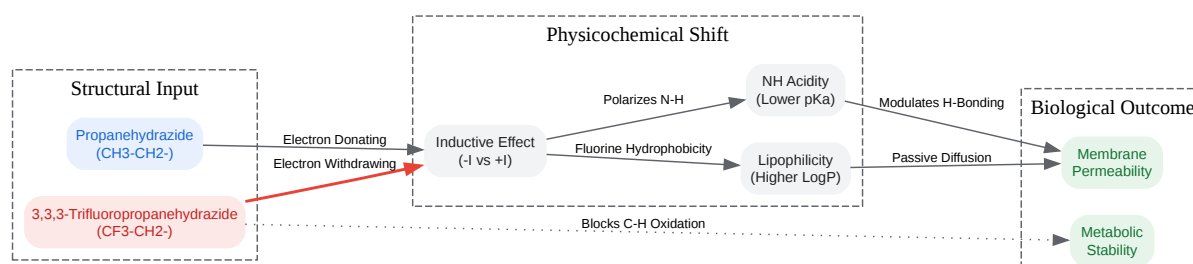 Structural Input
Propanehydrazide
(CH3-CH2-)
3,3,3-Trifluoropropanehydrazide
(CF3-CH2-)
Electron Donating
Electron Withdrawing
Physicochemical Shift
Inductive Effect
(-I vs +I)
Polarizes N-H
Fluorine Hydrophobicity
NH Acidity
(Lower pKa)
Lipophilicity
(Higher LogP)
Modulates H-Bonding
Passive Diffusion
Blocks C-H Oxidation
Biological Outcome
Membrane
Permeability
Metabolic
Stability